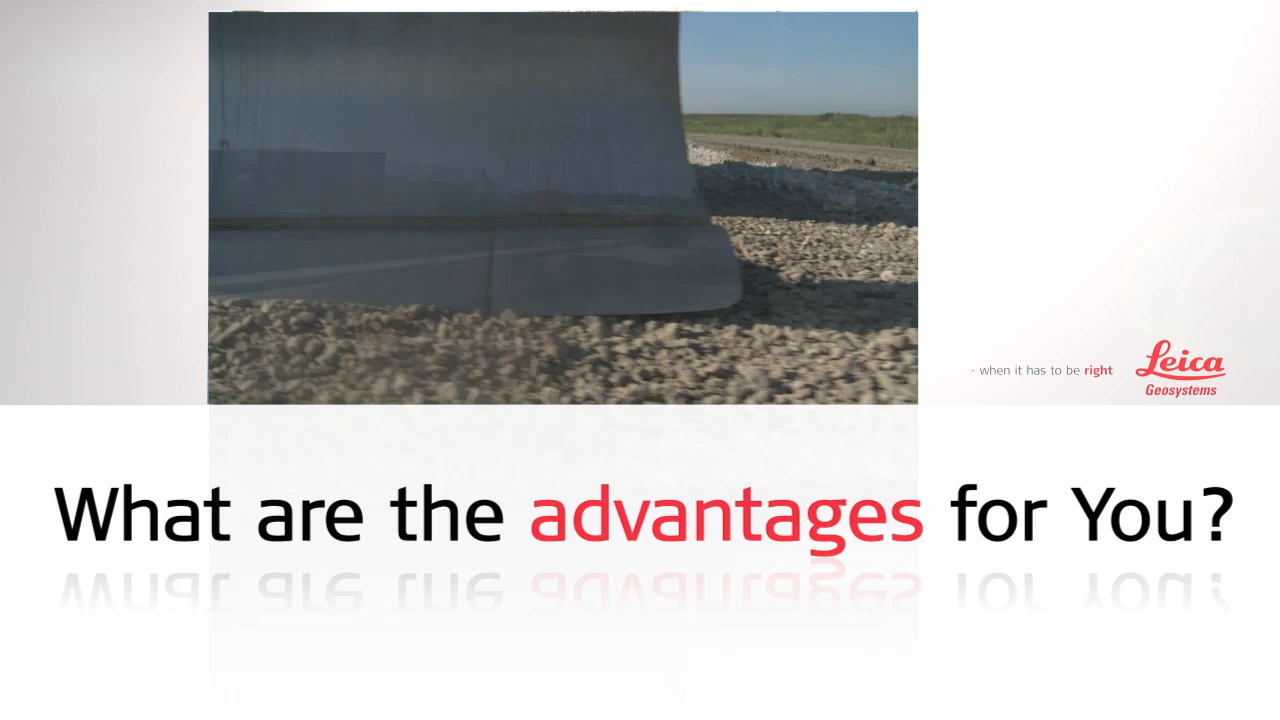 - when it has to be right
Leica
Geosystems
What are the advantages for You?